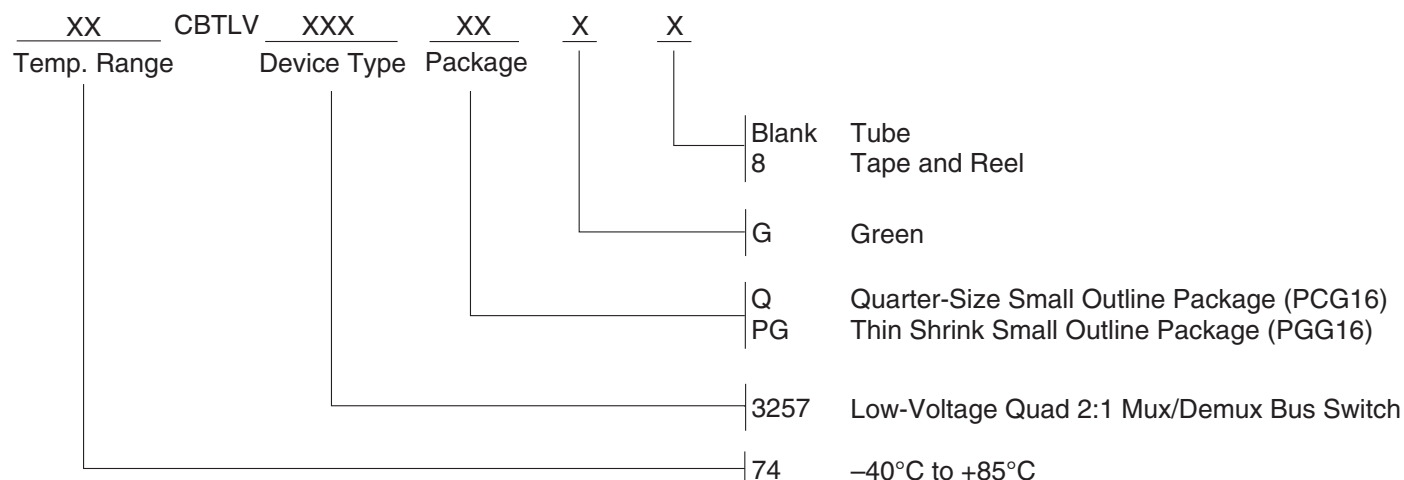 XX CBTLV XXX XX X X
Temp. Range Device Type Package
Blank Tube
8 Tape and Reel
G Green
Q Quarter-Size Small Outline Package (PCG16)
PG Thin Shrink Small Outline Package (PGG16)
3257 Low-Voltage Quad 2:1 Mux/Demux Bus Switch
74 –40°C to +85°C